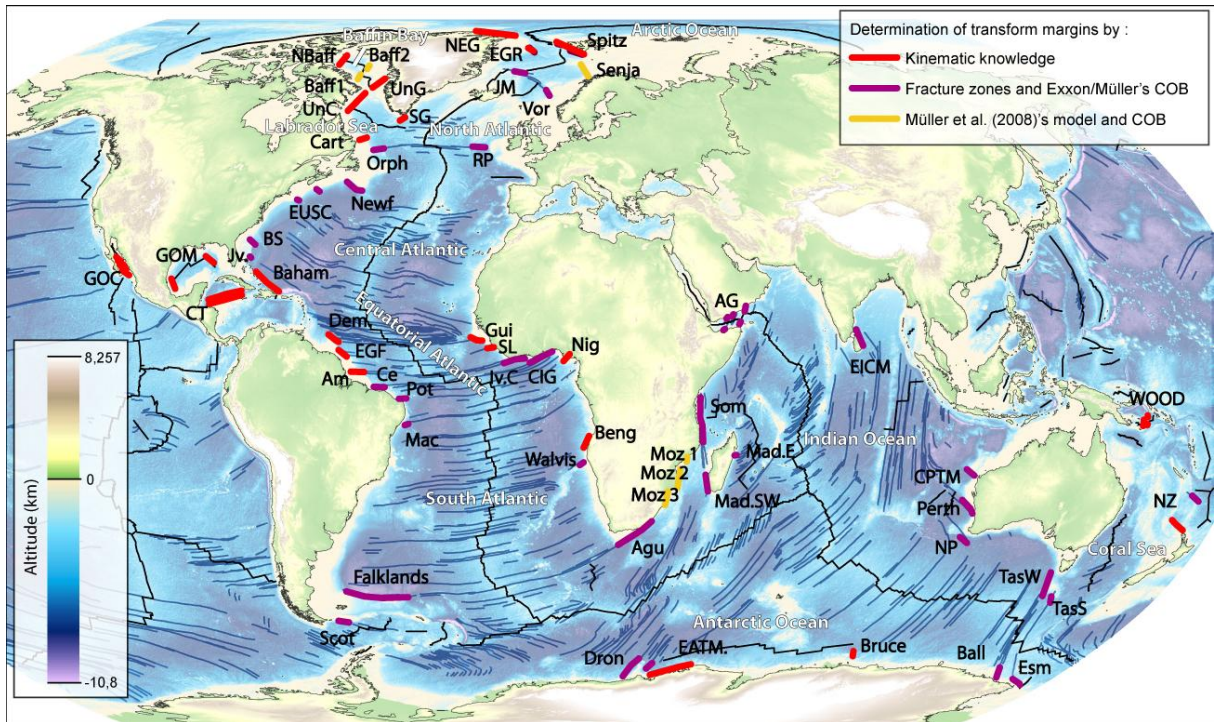 Determination of transform margins by :
Kinematic knowledge
Fracture zones and Exxon/Müller's COB
Müller et al. (2008)'s model and COB
Baffin Bay
Arctic Ocean
NEG
Spitz
NBaff
Baff2
EGR
Senja
Baff1
UnG
JM
Vor
UnC
SG
Labrador Sea
North Atlantic
Cart
Orph
RP
EUSC
Newf
BS
Central Atlantic
GOM
Jv.
Baham
GOC
CT
AG
Equatorial Atlantic
Dem
Gui
SL
Nig
EGF
Iv.C
CIG
EICM
Am
Ce
Pot
Som
WOOD
Mac
Beng
Indian Ocean
Walvis
Moz 1
Mad.E
Moz 2
CPTM
South Atlantic
Moz 3
Mad.SW
Perth
NZ
Agu
NP
Coral Sea
Falklands
TasW
TasS
Scot
Antarctic Ocean
Dron
EATM.
Bruce
Ball
Esm
Altitude (km)
8,257
0
-10,8